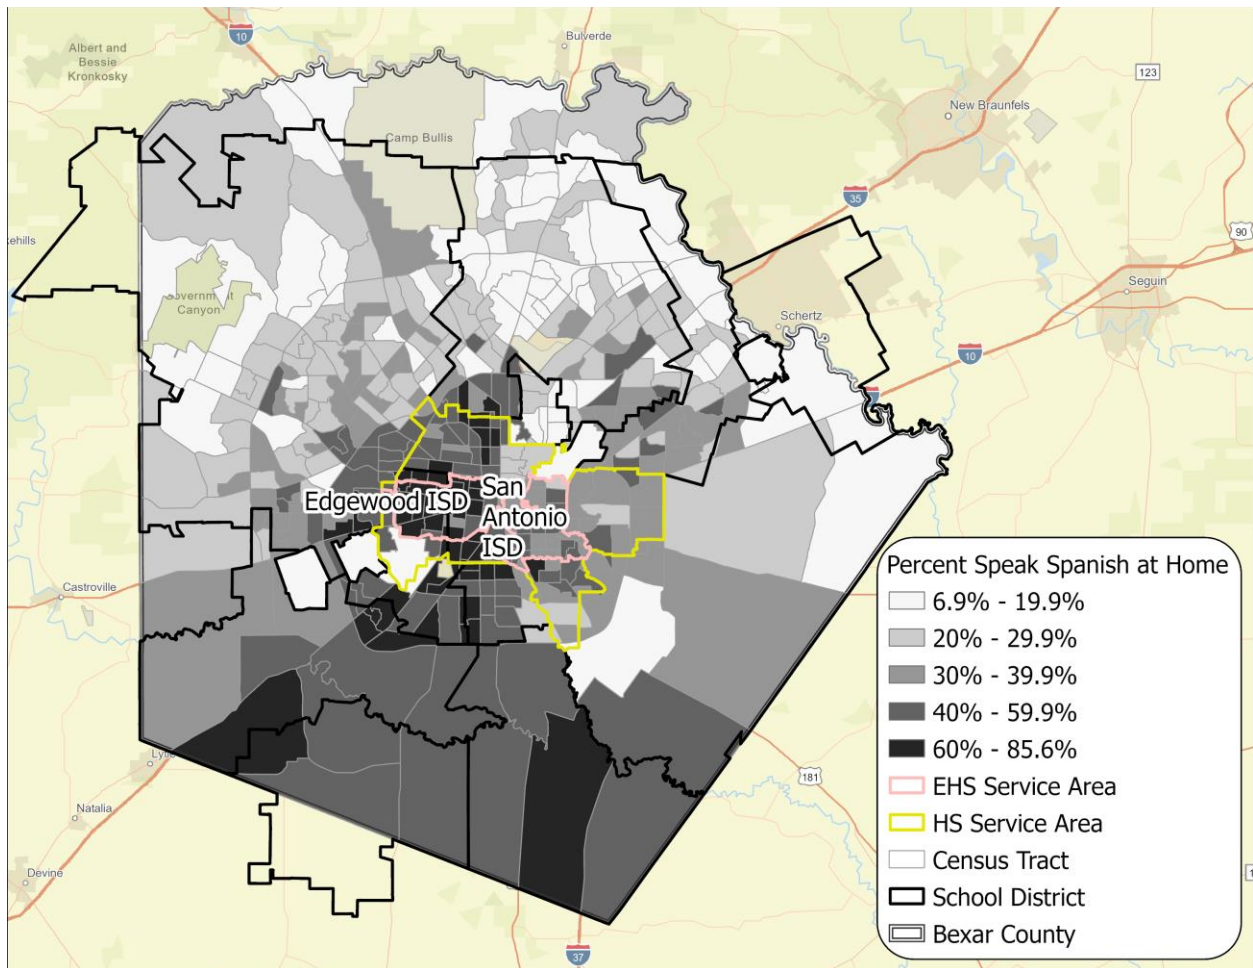 Albert and
Bessie
Kronkosky
10
Bulverde
123
New Braunfels
Camp Bullis
35
90
Government
Canyon
Schertz
Seguin
10
Edgewood ISD
San
Antonio
ISD
Castroville
181
Natalia
Devine
37
Percent Speak Spanish at Home
6.9% - 19.9%
20% - 29.9%
30% - 39.9%
40% - 59.9%
60% - 85.6%
EHS Service Area
HS Service Area
Census Tract
School District
Bexar County